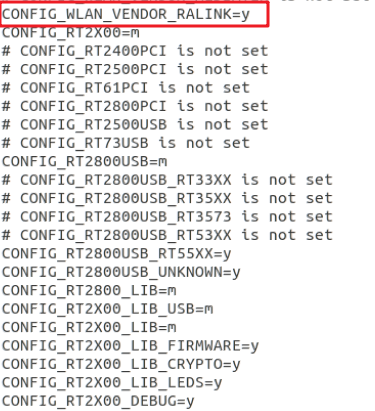 CONFIG_WLAN_VENDOR_RALINK=y
CONFIG_RT2X00=m
# CONFIG_RT2400PCI is not set
# CONFIG_RT2500PCI is not set
# CONFIG_RT61PCI is not set
# CONFIG_RT2800PCI is not set
# CONFIG_RT2500USB is not set
# CONFIG_RT73USB is not set
CONFIG_RT2800USB=m
# CONFIG_RT2800USB_RT33XX is not set
# CONFIG_RT2800USB_RT35XX is not set
# CONFIG_RT2800USB_RT3573 is not set
# CONFIG_RT2800USB_RT53XX is not set
CONFIG_RT2800USB_RT55XX=y
CONFIG_RT2800USB_UNKNOWN=y
CONFIG_RT2800_LIB=m
CONFIG_RT2X00_LIB_USB=m
CONFIG_RT2X00_LIB=m
CONFIG_RT2X00_LIB_FIRMWARE=y
CONFIG_RT2X00_LIB_CRYPTO=y
CONFIG_RT2X00_LIB_LEDS=y
CONFIG_RT2X00_DEBUG=y